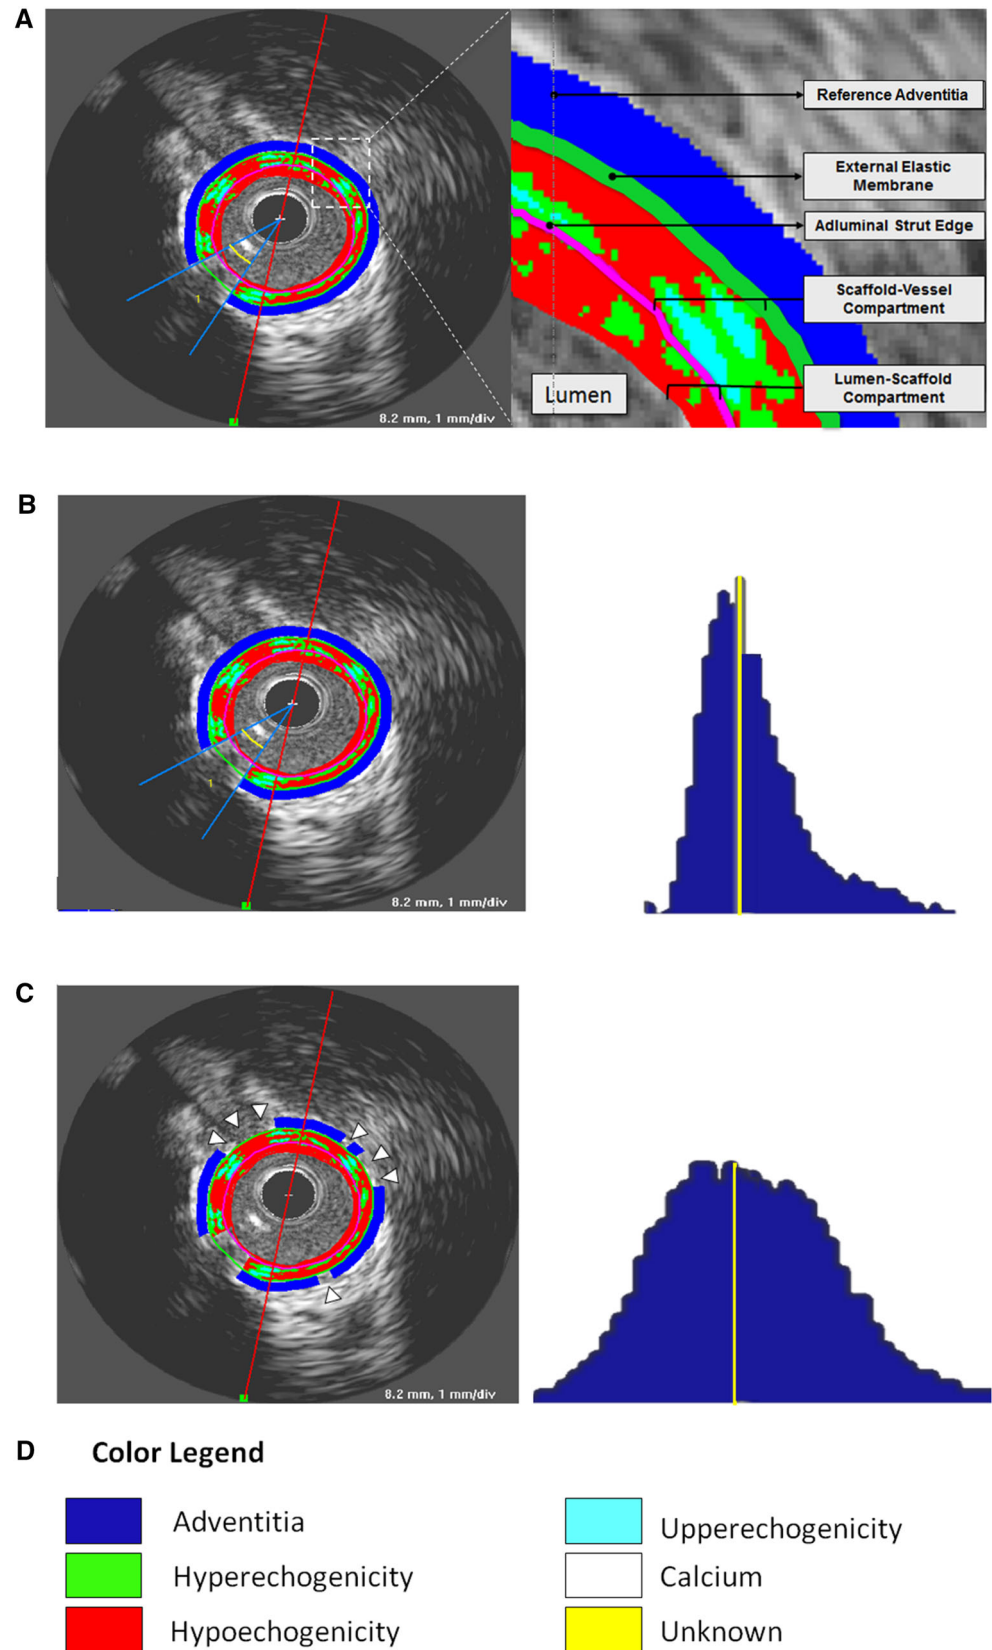 A
Reference Adventitia
External Elastic
Membrane
Adluminal Strut Edge
Scaffold-Vessel
Compartment
Lumen-Scaffold
Compartment
Lumen
1
8.2 mm, 1 mm/div
B
1
8.2 mm, 1 mm/div
C
8.2 mm, 1 mm/div
D
Color Legend
Adventitia
Upperechogenicity
Hyperechogenicity
Calcium
Hypoechogenicity
Unknown